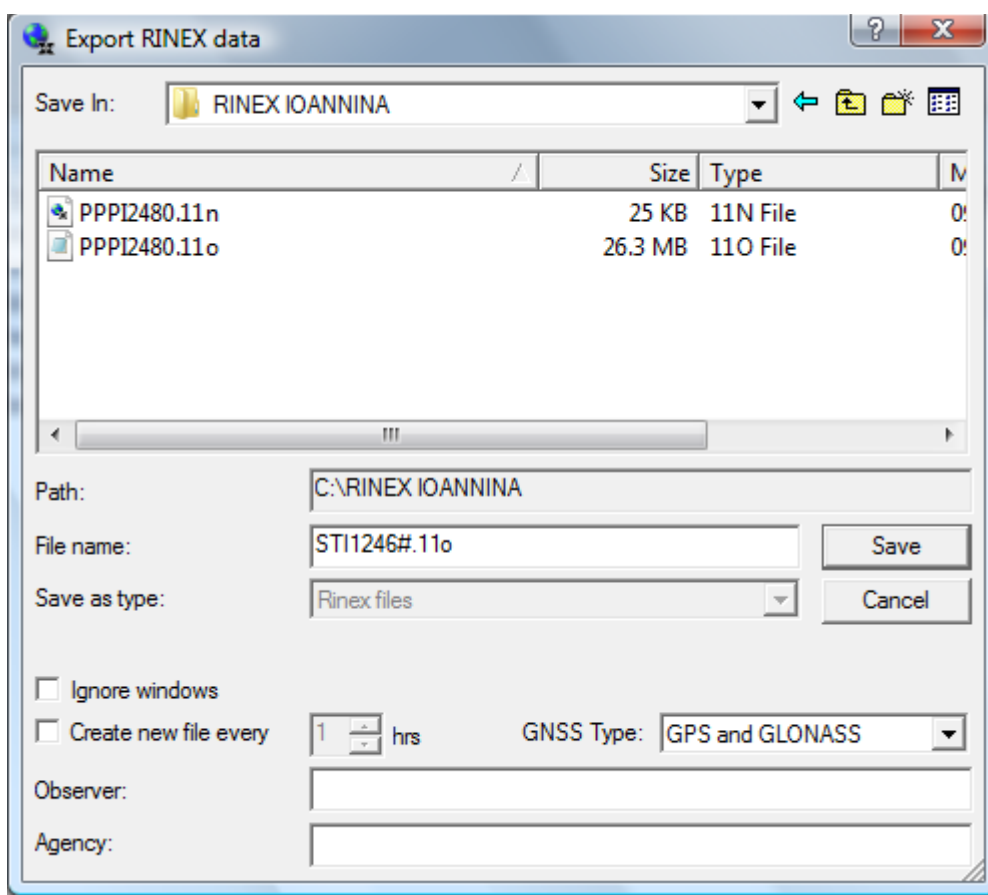 Export RINEX data
Save In: RINEX IOANNINA
Name Size Type M
PPPI2480.11n 25 KB 11N File 09
PPPI2480.11o 26.3 MB 11O File 09
Path: C:\RINEX IOANNINA
File name: STI1246#.11o Save
Save as type: Rinex files Cancel
Ignore windows
Create new file every 1 hrs GNSS Type: GPS and GLONASS
Observer:
Agency: